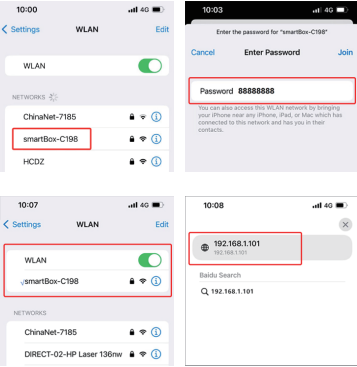 10:00 4G
Settings WLAN Edit
WLAN
NETWORKS
ChinaNet-7185
smartBox-C198
HCDZ
10:03 4G
Enter the password for "smartBox-C198"
Cancel Enter Password Join
Password 88888888
You can also access this WLAN network by bringing
your iPhone near any iPhone, iPad, or Mac which has
connected to this network and has you in their
contacts.
10:07 4G
Settings WLAN Edit
WLAN
smartBox-C198
NETWORKS
ChinaNet-7185
DIRECT-02-HP Laser 136nw
10:08 4G
192.168.1.101
192.168.1.101
Baidu Search
192.168.1.101